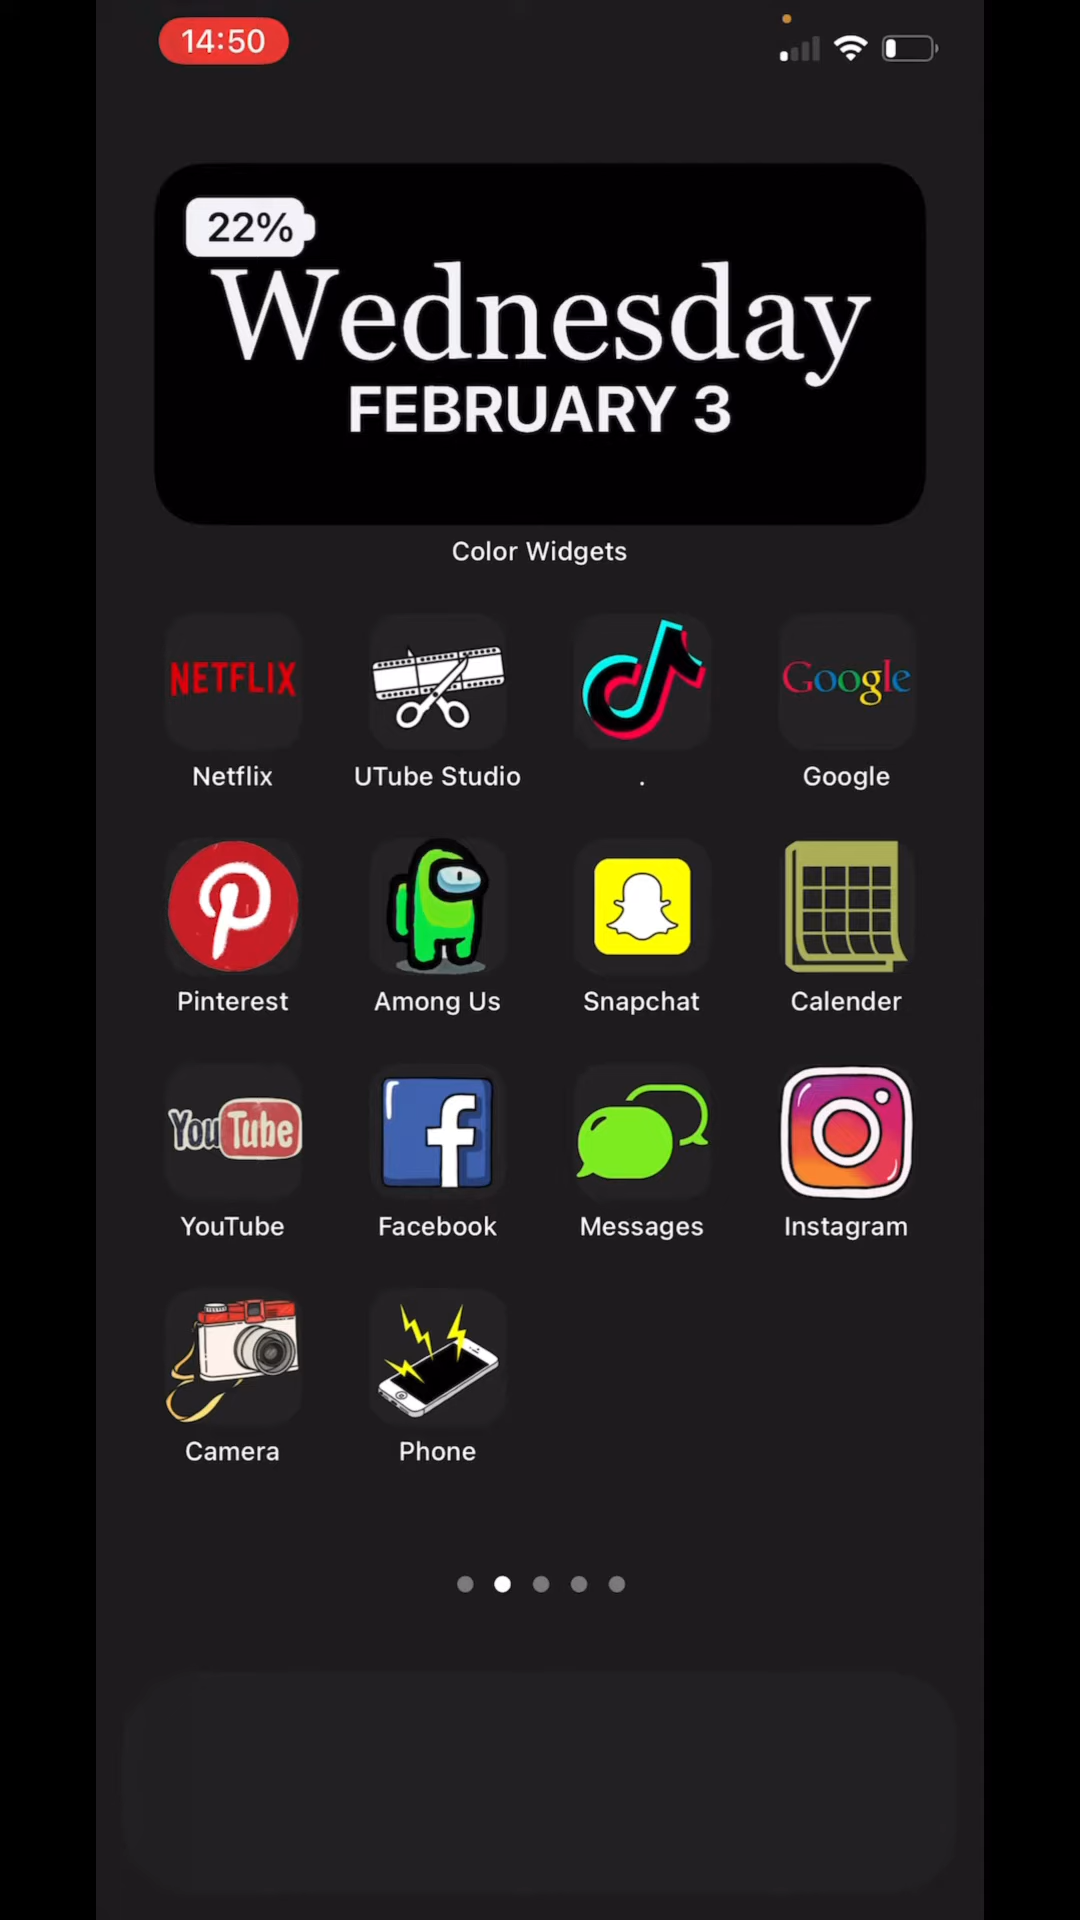 14:50
22%
Wednesday
FEBRUARY 3
Color Widgets
NETFLIX Google
Netflix UTube Studio . Google
Pinterest Among Us Snapchat Calender
YouTube f
YouTube Facebook Messages Instagram
Camera Phone